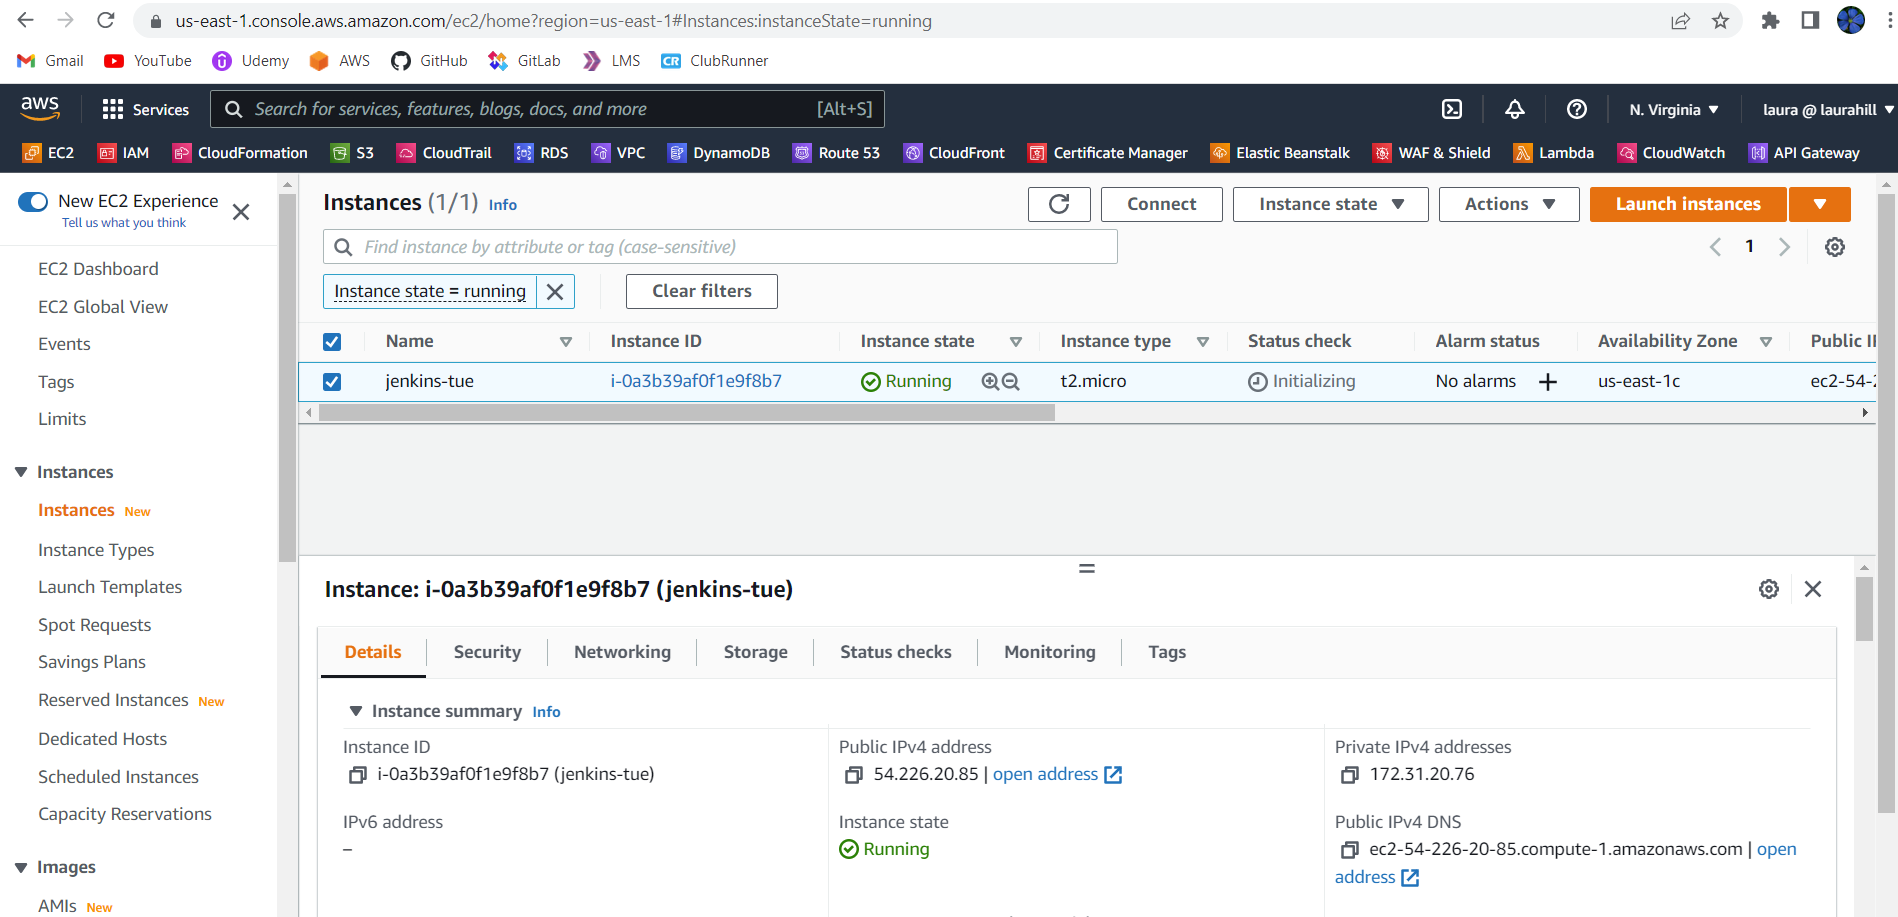 us-east-1.console.aws.amazon.com/ec2/home?region=us-east-1#Instances:instanceState=running
Gmail YouTube Udemy AWS GitHub GitLab LMS CR ClubRunner
aws Services Search for services, features, blogs, docs, and more [Alt+S] N. Virginia laura @ laurahill
EC2 IAM CloudFormation S3 CloudTrail RDS VPC DynamoDB Route 53 CloudFront Certificate Manager Elastic Beanstalk WAF & Shield Lambda CloudWatch API Gateway
New EC2 Experience
Tell us what you think
EC2 Dashboard
EC2 Global View
Events
Tags
Limits
Instances
Instances New
Instance Types
Launch Templates
Spot Requests
Savings Plans
Reserved Instances New
Dedicated Hosts
Scheduled Instances
Capacity Reservations
Images
AMIs New
Instances (1/1) Info
Connect Instance state Actions Launch instances
Find instance by attribute or tag (case-sensitive)
1
Instance state = running
Clear filters
Name Instance ID Instance state Instance type Status check Alarm status Availability Zone Public
jenkins-tue i-0a3b39af0f1e9f8b7 Running t2.micro Initializing No alarms us-east-1c ec2-54-
Instance: i-0a3b39af0f1e9f8b7 (jenkins-tue)
Details Security Networking Storage Status checks Monitoring Tags
Instance summary Info
Instance ID
i-0a3b39af0f1e9f8b7 (jenkins-tue)
Public IPv4 address
54.226.20.85 | open address
Private IPv4 addresses
172.31.20.76
IPv6 address
–
Instance state
Running
Public IPv4 DNS
ec2-54-226-20-85.compute-1.amazonaws.com | open
address